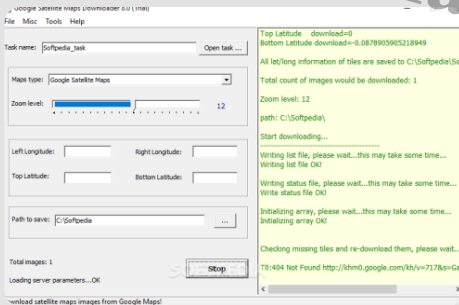 Google Satellite Maps Downloader 8.0 (Trial)
File Misc Tools Help
Task name: Softpedia_task Open task ...
Maps type: Google Satellite Maps
Zoom level: 12
Left Longitude: Right Longitude:
Top Latitude: Bottom Latitude:
Path to save: C:\Softpedia ...
Total images: 1
Stop
Loading server parameters...OK
wnload satellite maps images from Google Maps!
Top Latitude download=0
Bottom Latitude download=-0.0878905905218949
All lat/long information of tiles are saved to C:\Softpedia\So
Total count of images would be downloaded: 1
Zoom level: 12
path: C:\Softpedia\
Start downloading...
----------------------------------------
Writing list file, please wait...this may take some time...
Writing list file OK!
Writing status file, please wait...this may take some time...
Write status file OK!
Initializing array, please wait...this may take some time...
Initializing array OK!
Checking missing tiles and re-download them, please wait..
T8:404 Not Found http://khm0.google.com/kh/v=717&s=Ga